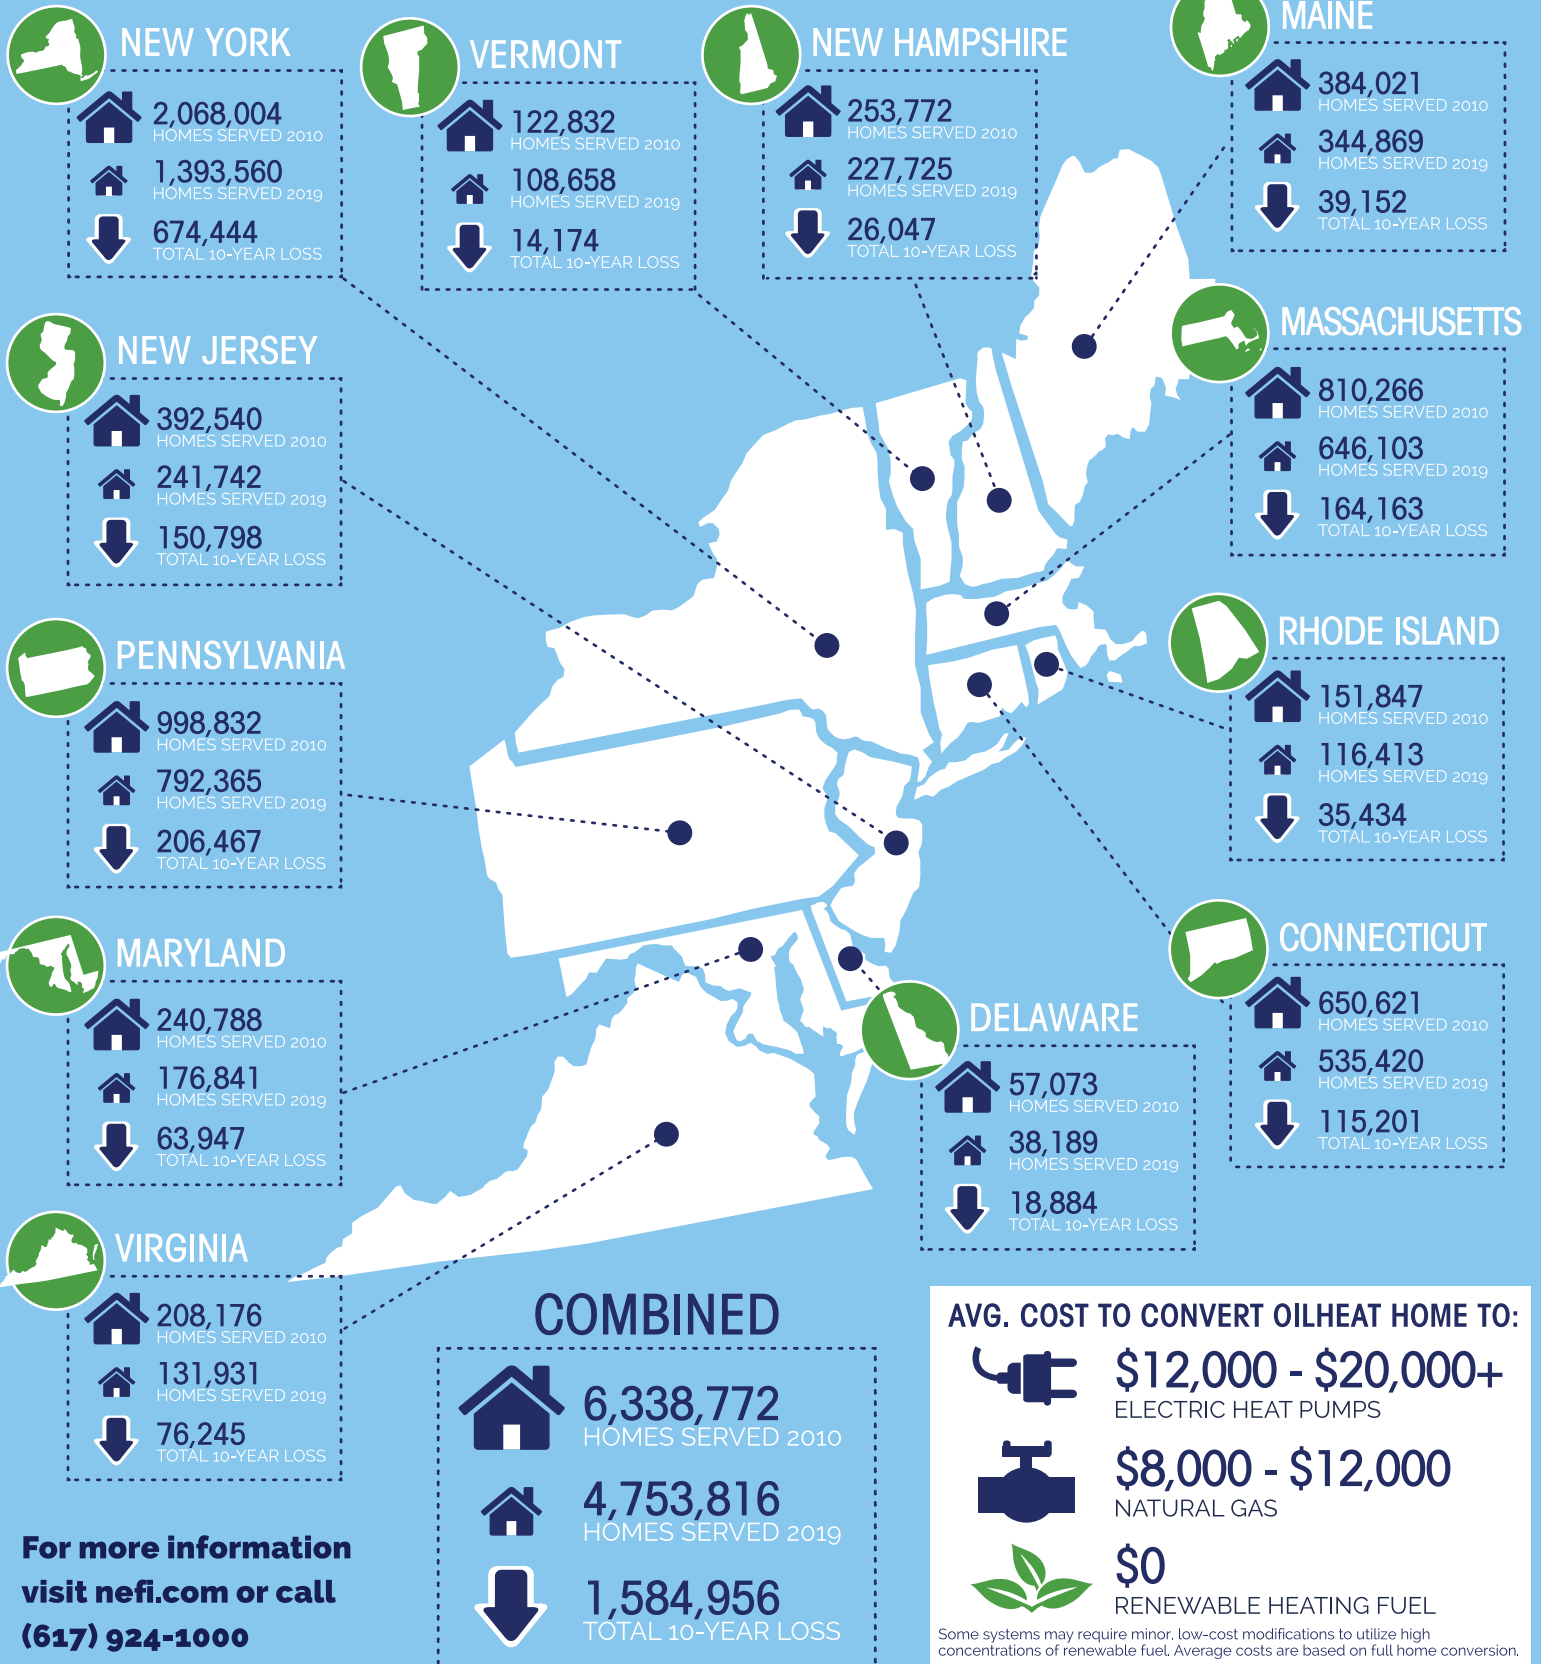 NEW YORK
2,068,004
HOMES SERVED 2010
1,393,560
HOMES SERVED 2019
674,444
TOTAL 10-YEAR LOSS
VERMONT
122,832
HOMES SERVED 2010
108,658
HOMES SERVED 2019
14,174
TOTAL 10-YEAR LOSS
NEW HAMPSHIRE
253,772
HOMES SERVED 2010
227,725
HOMES SERVED 2019
26,047
TOTAL 10-YEAR LOSS
MAINE
384,021
HOMES SERVED 2010
344,869
HOMES SERVED 2019
39,152
TOTAL 10-YEAR LOSS
NEW JERSEY
392,540
HOMES SERVED 2010
241,742
HOMES SERVED 2019
150,798
TOTAL 10-YEAR LOSS
MASSACHUSETTS
810,266
HOMES SERVED 2010
646,103
HOMES SERVED 2019
164,163
TOTAL 10-YEAR LOSS
PENNSYLVANIA
998,832
HOMES SERVED 2010
792,365
HOMES SERVED 2019
206,467
TOTAL 10-YEAR LOSS
RHODE ISLAND
151,847
HOMES SERVED 2010
116,413
HOMES SERVED 2019
35,434
TOTAL 10-YEAR LOSS
MARYLAND
240,788
HOMES SERVED 2010
176,841
HOMES SERVED 2019
63,947
TOTAL 10-YEAR LOSS
DELAWARE
57,073
HOMES SERVED 2010
38,189
HOMES SERVED 2019
18,884
TOTAL 10-YEAR LOSS
CONNECTICUT
650,621
HOMES SERVED 2010
535,420
HOMES SERVED 2019
115,201
TOTAL 10-YEAR LOSS
VIRGINIA
208,176
HOMES SERVED 2010
131,931
HOMES SERVED 2019
76,245
TOTAL 10-YEAR LOSS
For more information
visit nefi.com or call
(617) 924-1000
COMBINED
6,338,772
HOMES SERVED 2010
4,753,816
HOMES SERVED 2019
1,584,956
TOTAL 10-YEAR LOSS
AVG. COST TO CONVERT OILHEAT HOME TO:
$12,000 - $20,000+
ELECTRIC HEAT PUMPS
$8,000 - $12,000
NATURAL GAS
$0
RENEWABLE HEATING FUEL
Some systems may require minor, low-cost modifications to utilize high
concentrations of renewable fuel. Average costs are based on full home conversion.